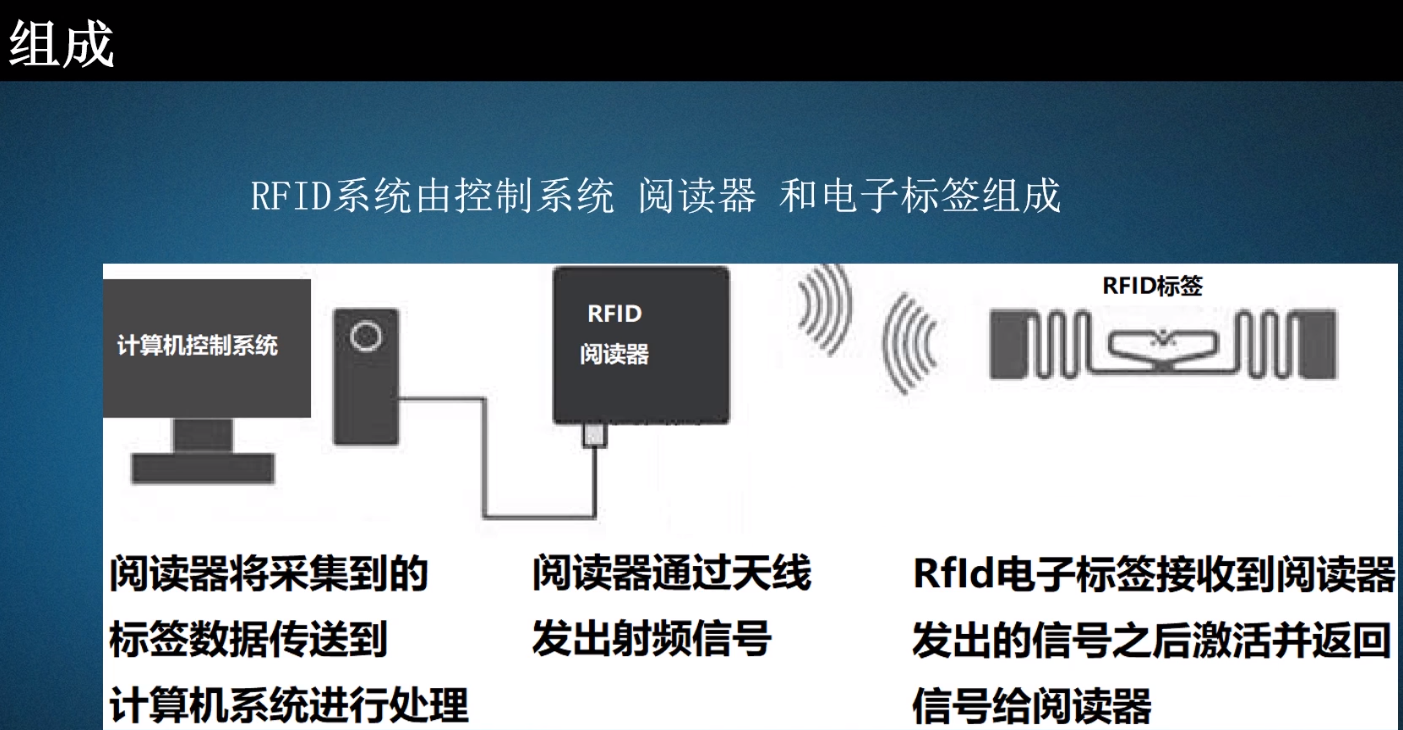 组成
RFID系统由控制系统 阅读器 和电子标签组成
计算机控制系统
RFID
阅读器
RFID标签
阅读器将采集到的
标签数据传送到
计算机系统进行处理
阅读器通过天线
发出射频信号
RfId电子标签接收到阅读器
发出的信号之后激活并返回
信号给阅读器